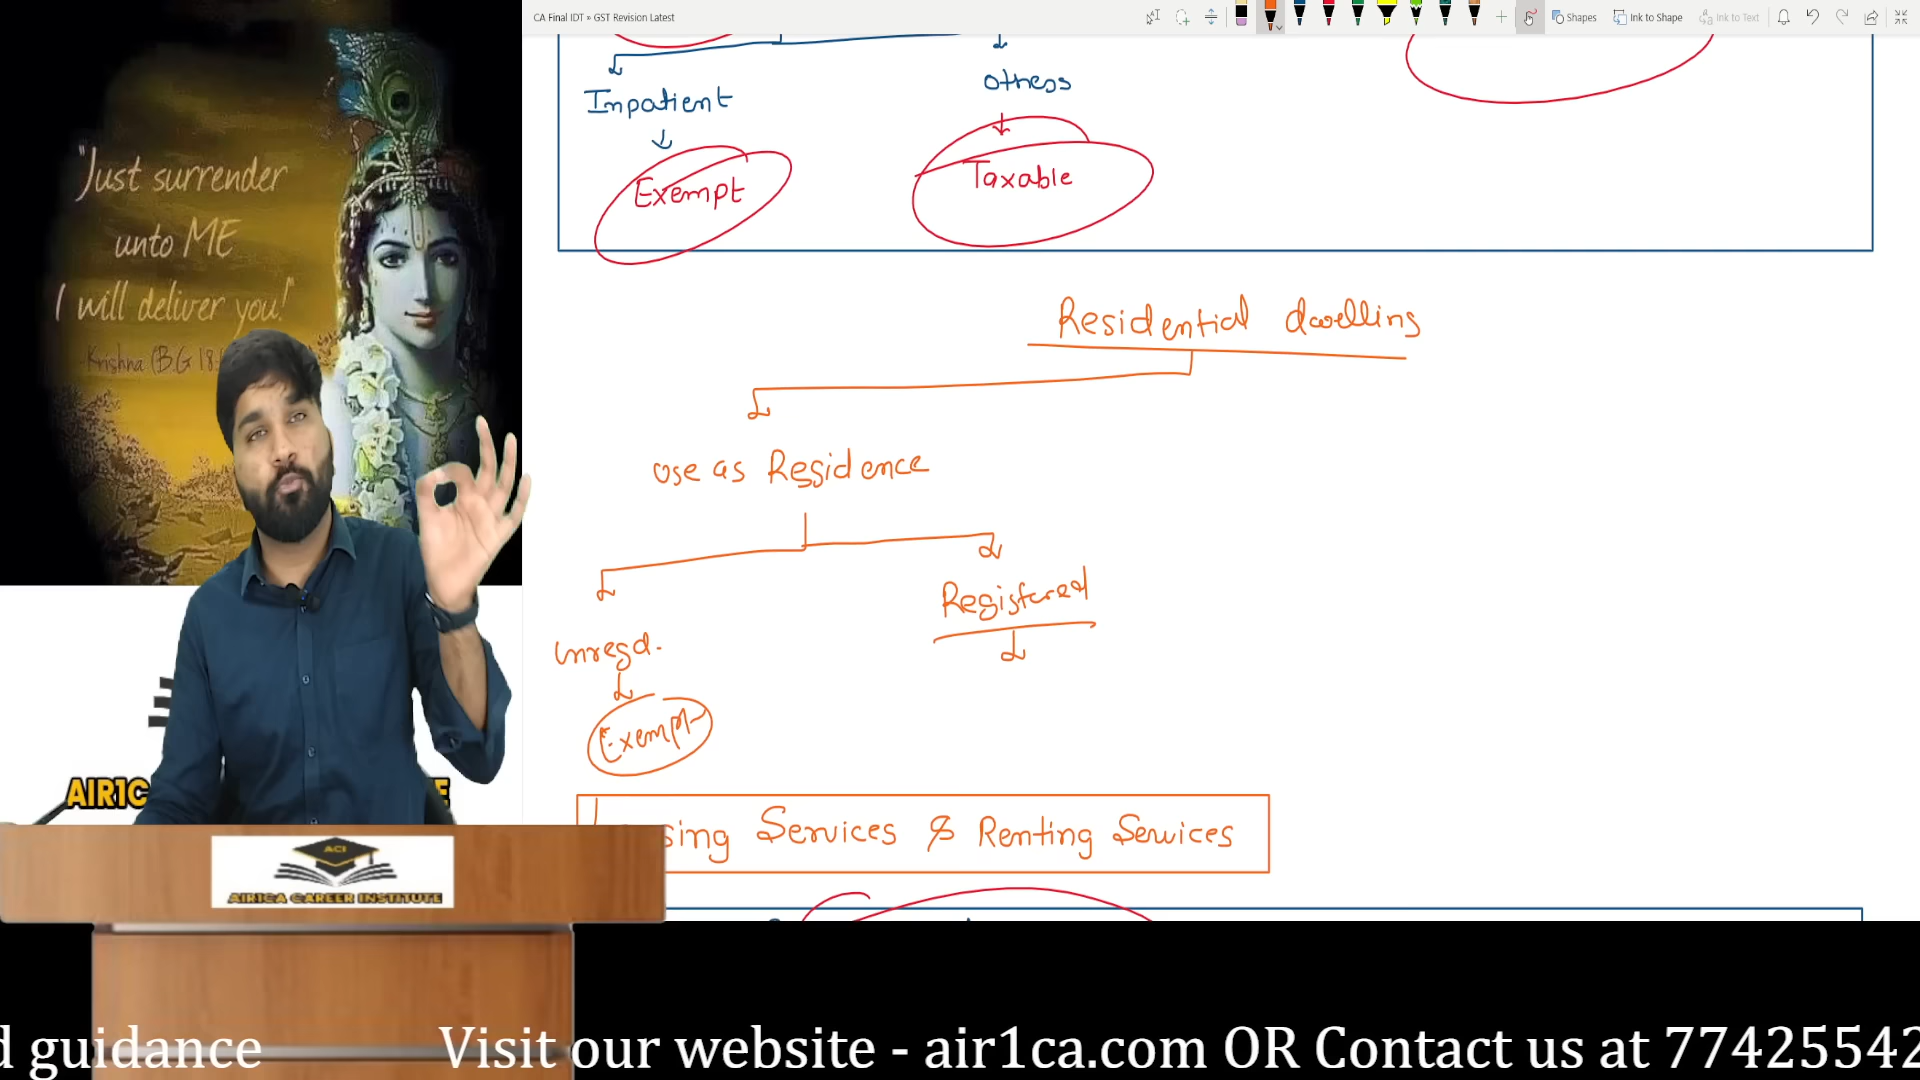 CA Final IDT » GST Revision Latest
Shapes
Ink to Shape
Ink to Text
Inpatient
others
Exempt
Taxable
"Just surrender
unto ME
I will deliver you!"
- Krishna (B.G 18:
Residential dwelling
use as Residence
Registered
unregd.
Exempt
AIR1C
E
sing Services & Renting Services
ACI
AIR1CA CAREER INSTITUTE
d guidance Visit our website - air1ca.com OR Contact us at 77425542